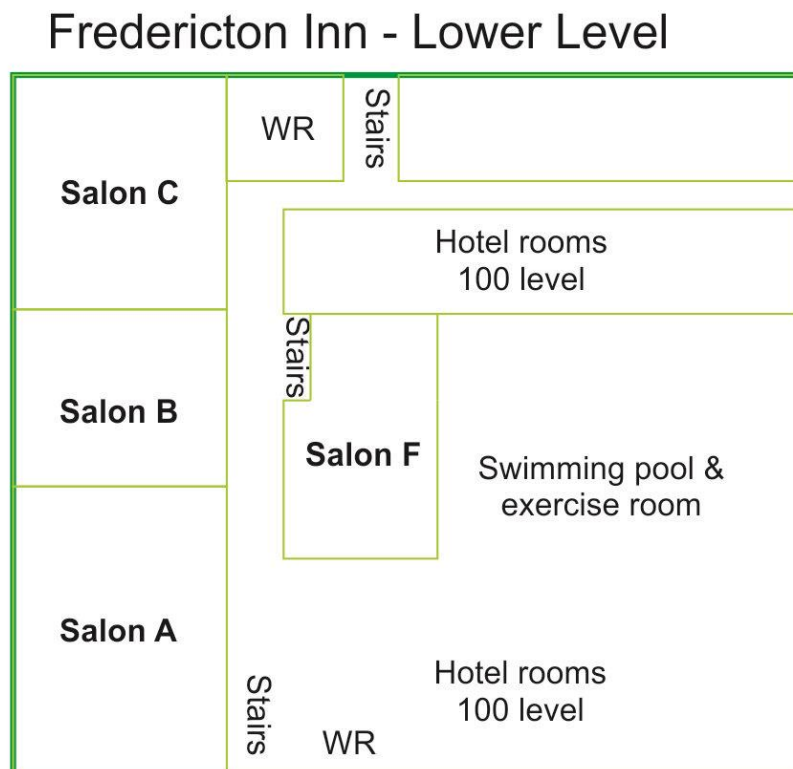 Fredericton Inn - Lower Level
WR
Stairs
Salon C
Hotel rooms
100 level
Stairs
Salon B
Salon F
Swimming pool &
exercise room
Salon A
Hotel rooms
100 level
Stairs
WR